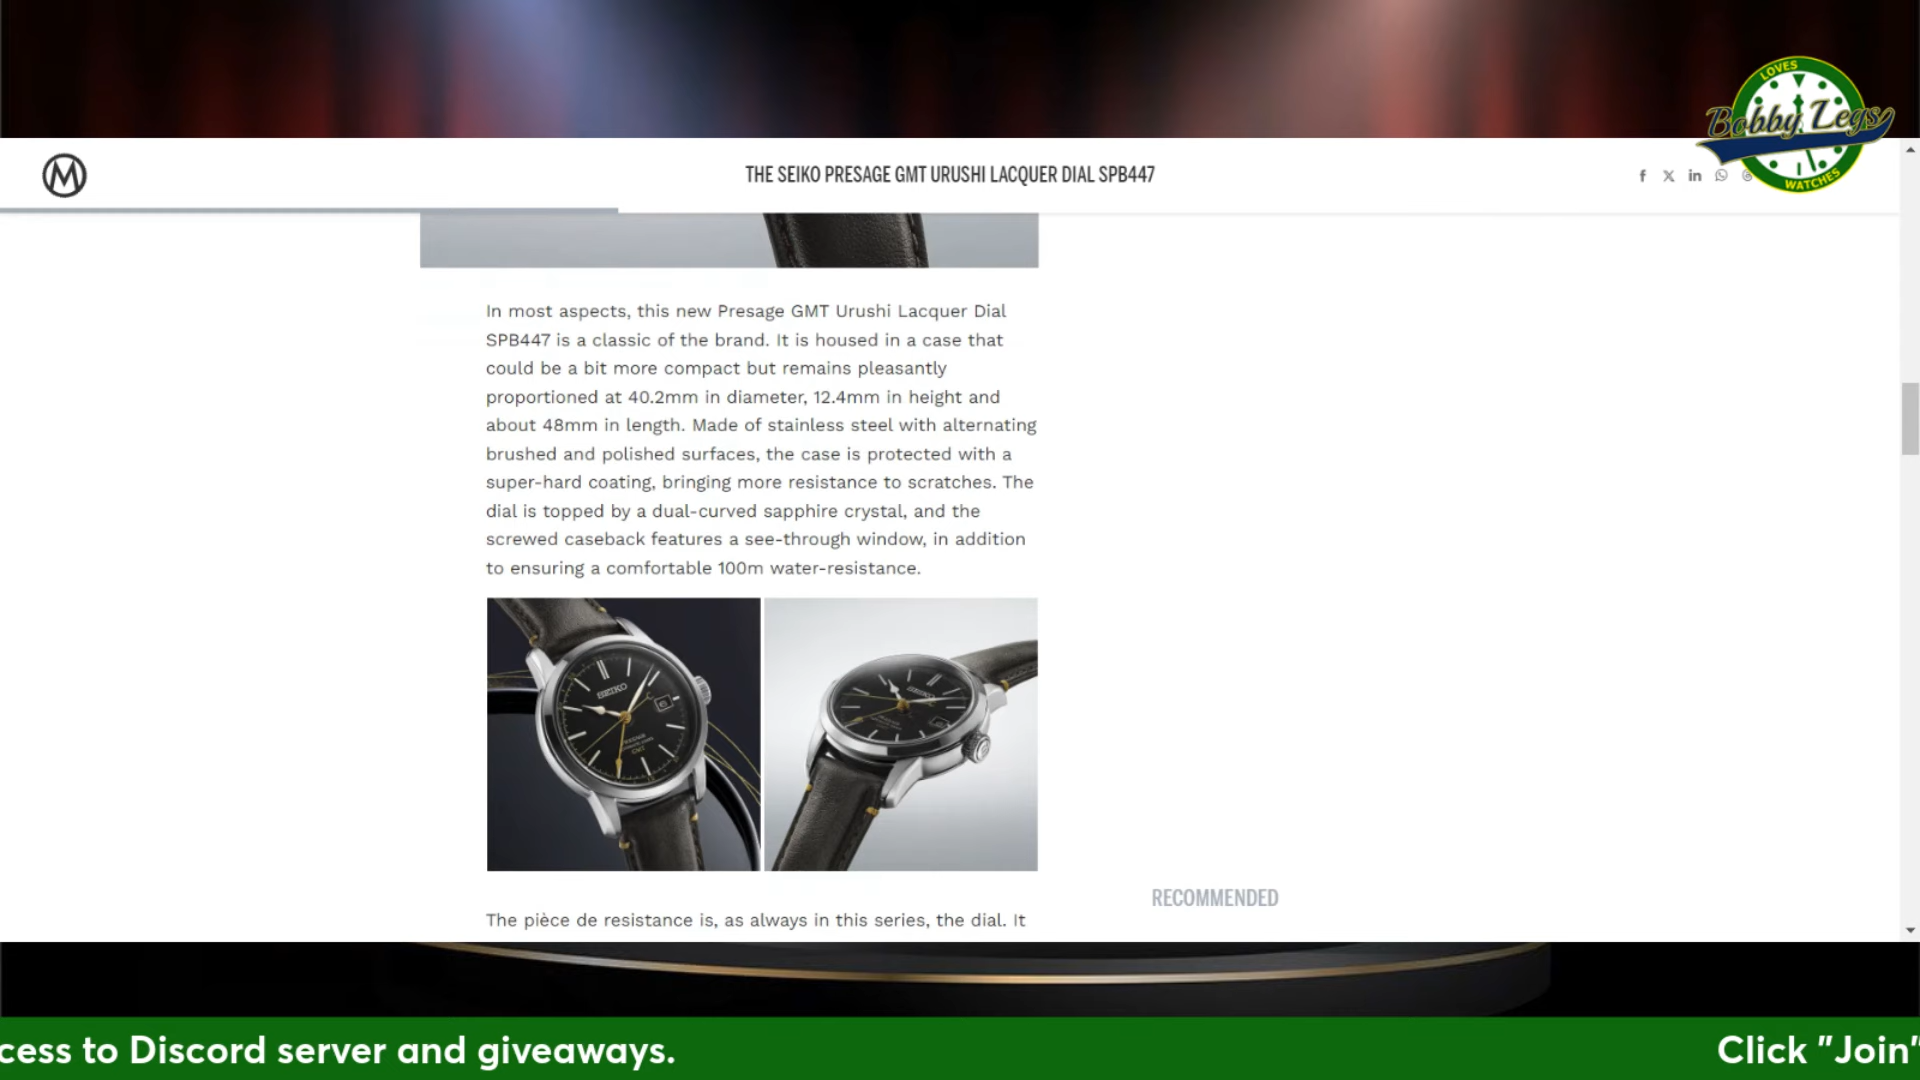 LOVES
Bobby Legs
WATCHES
M
THE SEIKO PRESAGE GMT URUSHI LACQUER DIAL SPB447
In most aspects, this new Presage GMT Urushi Lacquer Dial
SPB447 is a classic of the brand. It is housed in a case that
could be a bit more compact but remains pleasantly
proportioned at 40.2mm in diameter, 12.4mm in height and
about 48mm in length. Made of stainless steel with alternating
brushed and polished surfaces, the case is protected with a
super-hard coating, bringing more resistance to scratches. The
dial is topped by a dual-curved sapphire crystal, and the
screwed caseback features a see-through window, in addition
to ensuring a comfortable 100m water-resistance.
SEIKO
PRESAGE
SEIKO
RECOMMENDED
The pièce de resistance is, as always in this series, the dial. It
cess to Discord server and giveaways.
Click "Join"